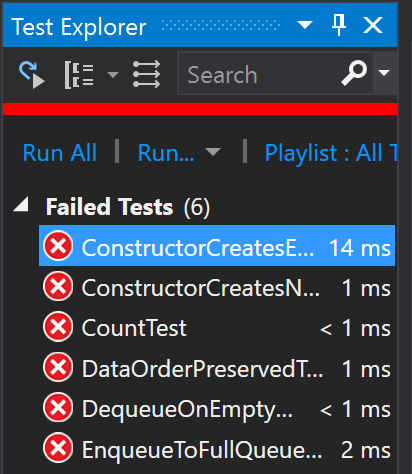 Test Explorer
Search
Run All | Run... Playlist : All T
Failed Tests (6)
ConstructorCreatesE... 14 ms
ConstructorCreatesN... 1 ms
CountTest < 1 ms
DataOrderPreservedT... 1 ms
DequeueOnEmpty... < 1 ms
EnqueueToFullQueue... 2 ms